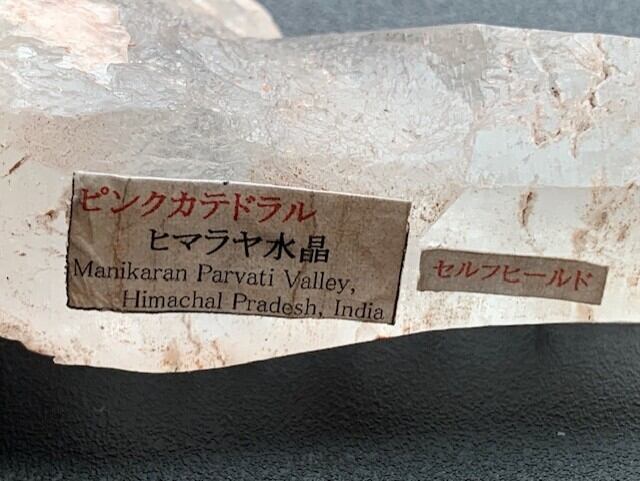 ピンクカテドラル
ヒマラヤ水晶
Manikaran Parvati Valley,
Himachal Pradesh, India
セルフヒールド